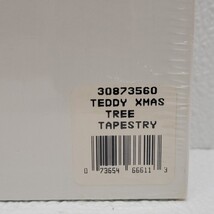 30873560
TEDDY XMAS
TREE
TAPESTRY
0 73654 66611 3